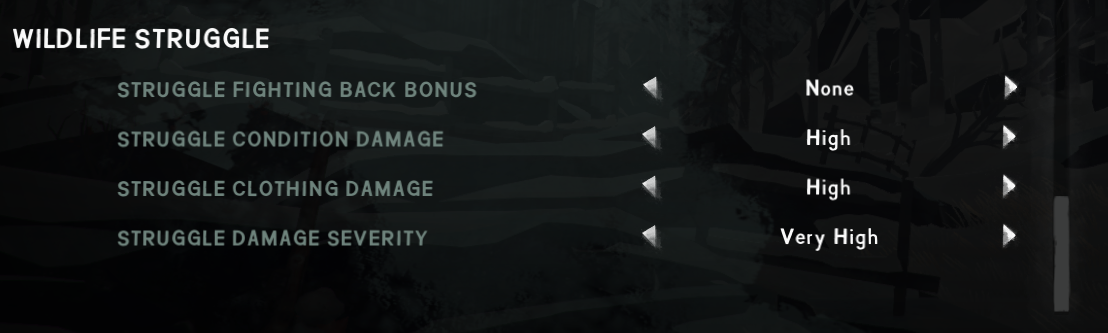 WILDLIFE STRUGGLE
STRUGGLE FIGHTING BACK BONUS None
STRUGGLE CONDITION DAMAGE High
STRUGGLE CLOTHING DAMAGE High
STRUGGLE DAMAGE SEVERITY Very High